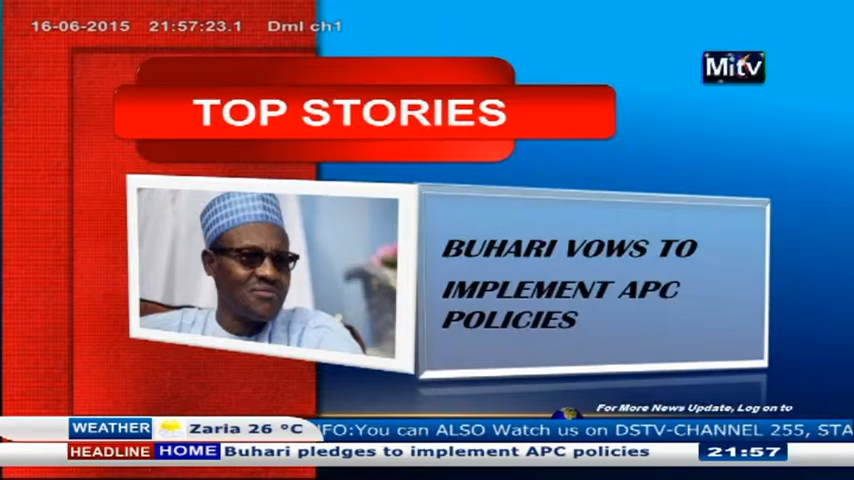 16-06-2015 21:57:23.1 Dml ch1
Mitv
TOP STORIES
BUHARI VOWS TO
IMPLEMENT APC
POLICIES
For More News Update, Log on to
WEATHER Zaria 26 °C NFO:You can ALSO Watch us on DSTV-CHANNEL 255, STA
HEADLINE HOME Buhari pledges to implement APC policies 21:57